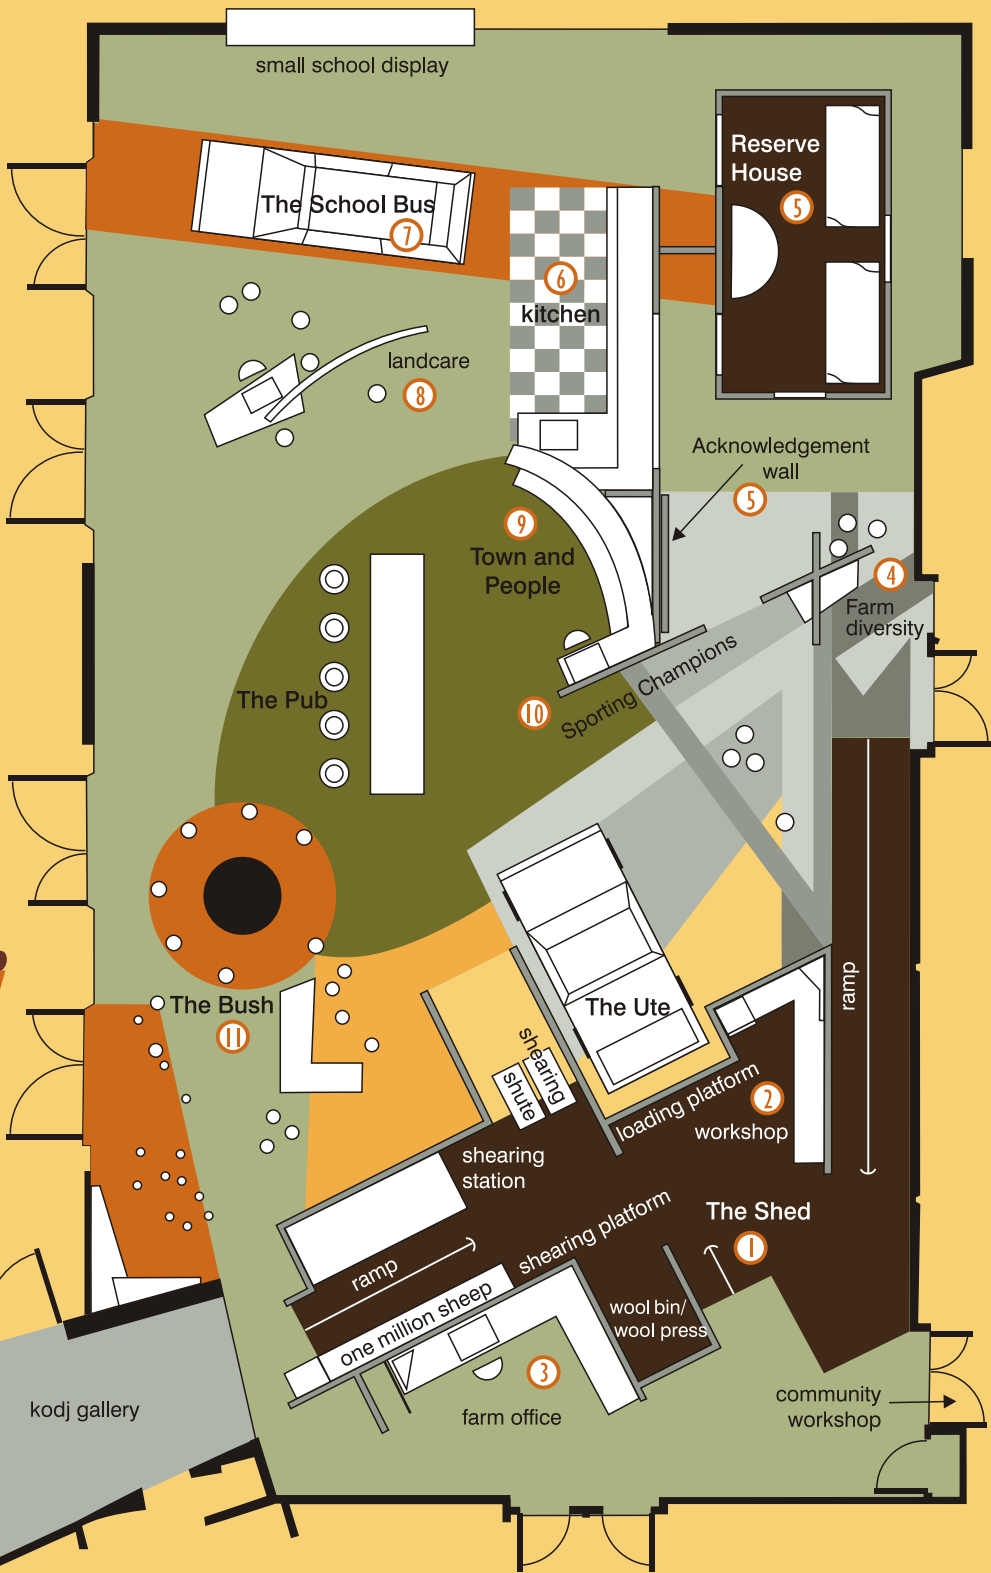 small school display
Reserve
House
5
The School Bus
7
6
kitchen
landcare
8
Acknowledgement
wall
5
9
Town and
People
4
Farm
diversity
Sporting Champions
10
The Pub
The Bush
11
The Ute
ramp
shearing
shute
loading platform
2
workshop
shearing
station
shearing platform
The Shed
1
ramp
one million sheep
wool bin/
wool press
3
farm office
community
workshop
kodj gallery